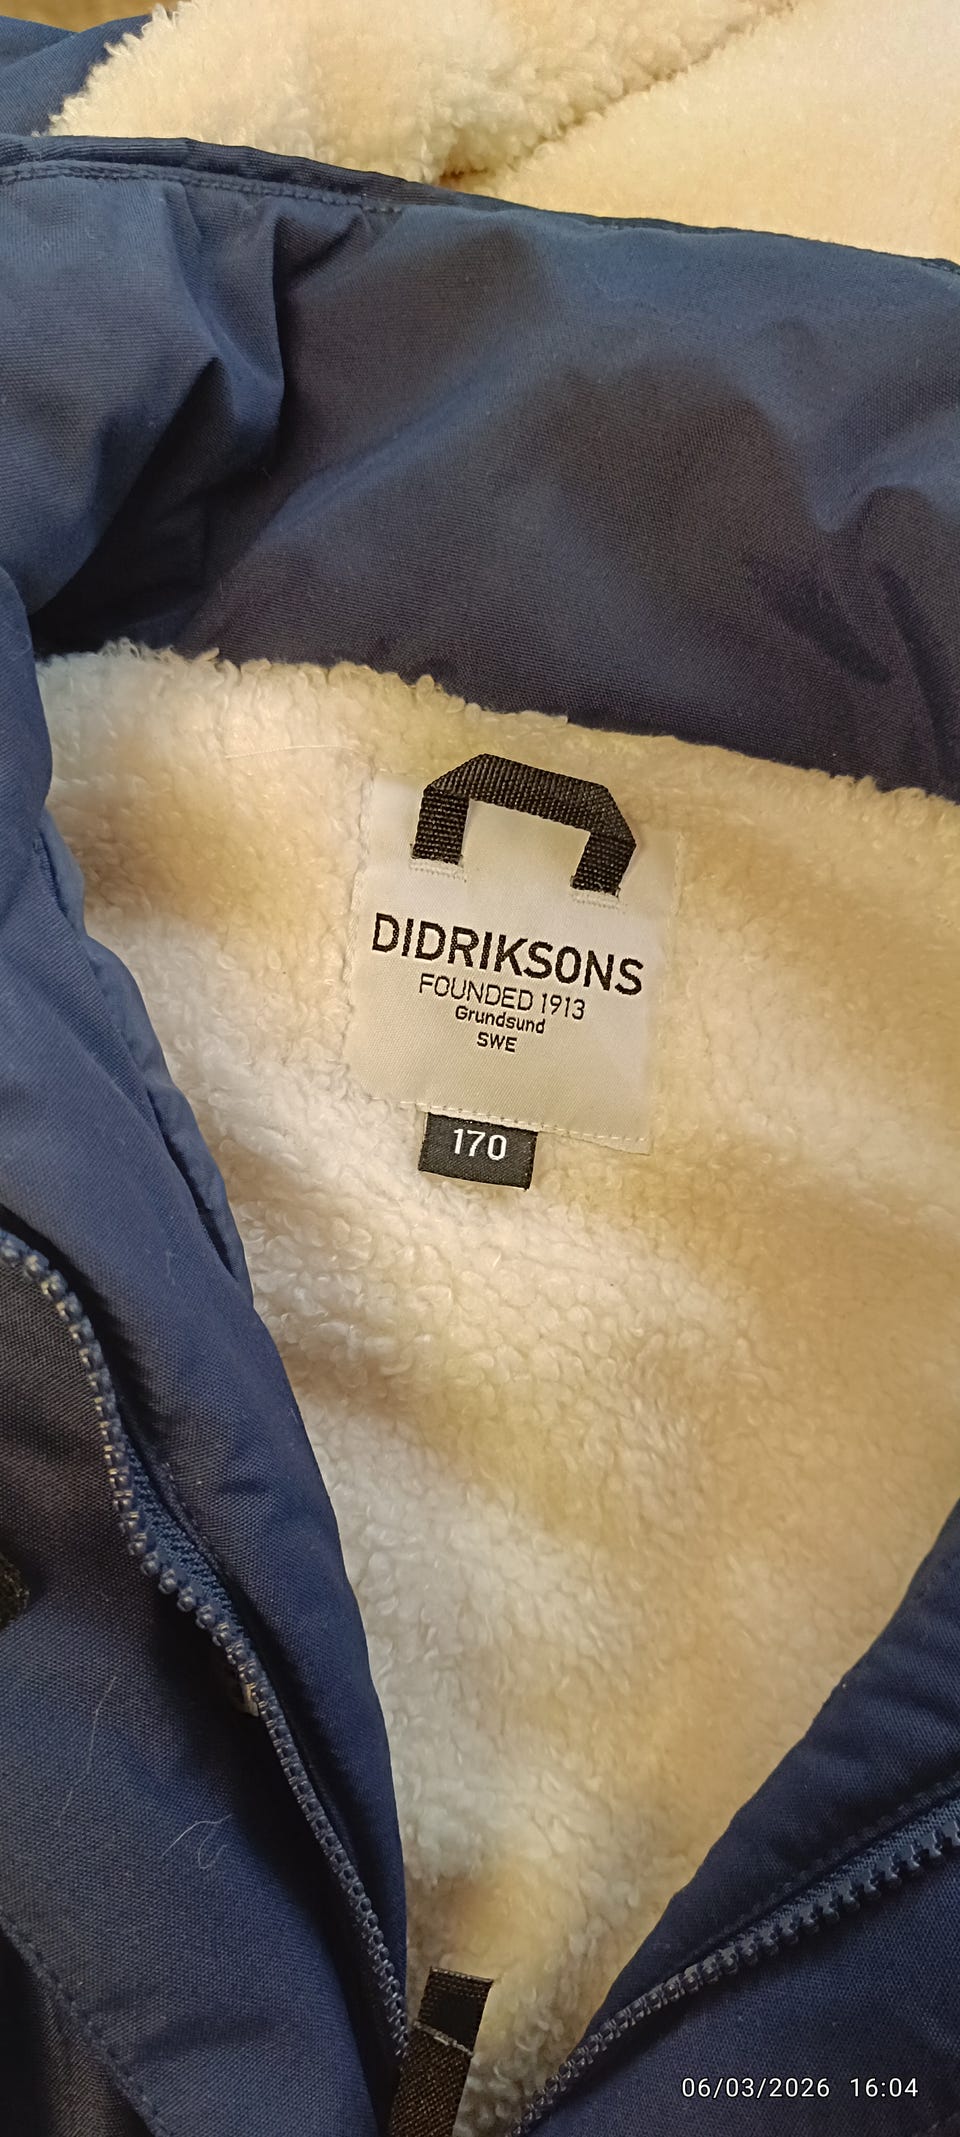 DIDRIKSONS
FOUNDED 1913
Grundsund
SWE
170
06/03/2026 16:04